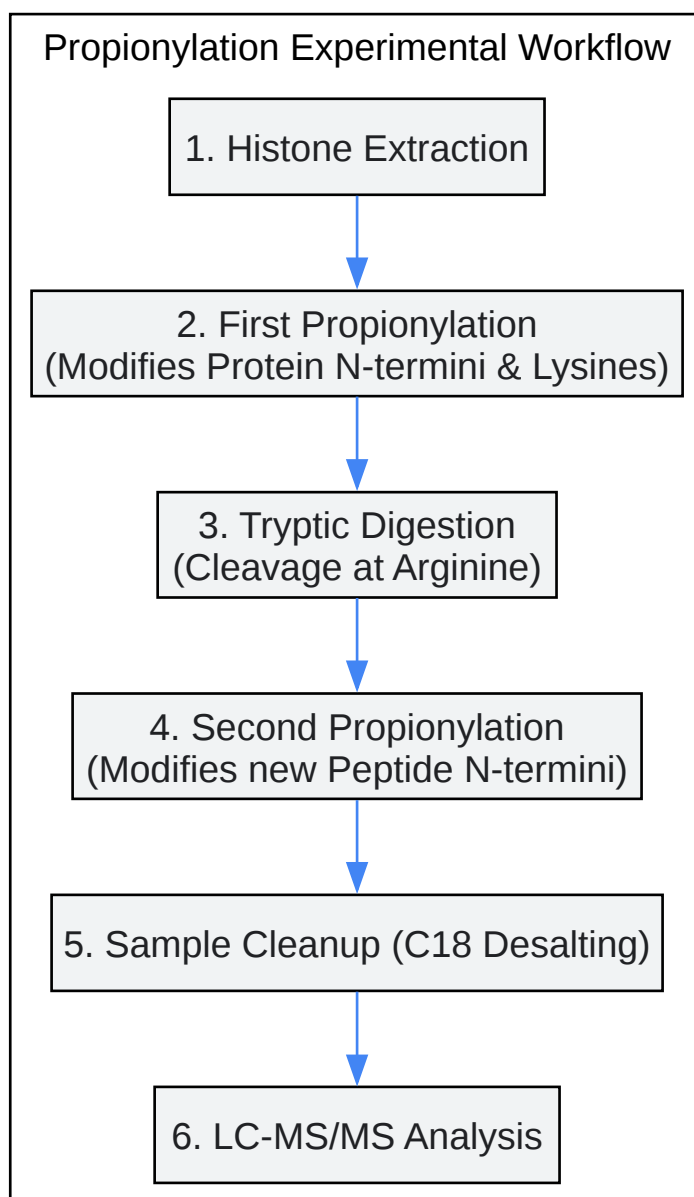 Propionylation Experimental Workflow
1. Histone Extraction
2. First Propionylation
(Modifies Protein N-termini & Lysines)
3. Tryptic Digestion
(Cleavage at Arginine)
4. Second Propionylation
(Modifies new Peptide N-termini)
5. Sample Cleanup (C18 Desalting)
6. LC-MS/MS Analysis